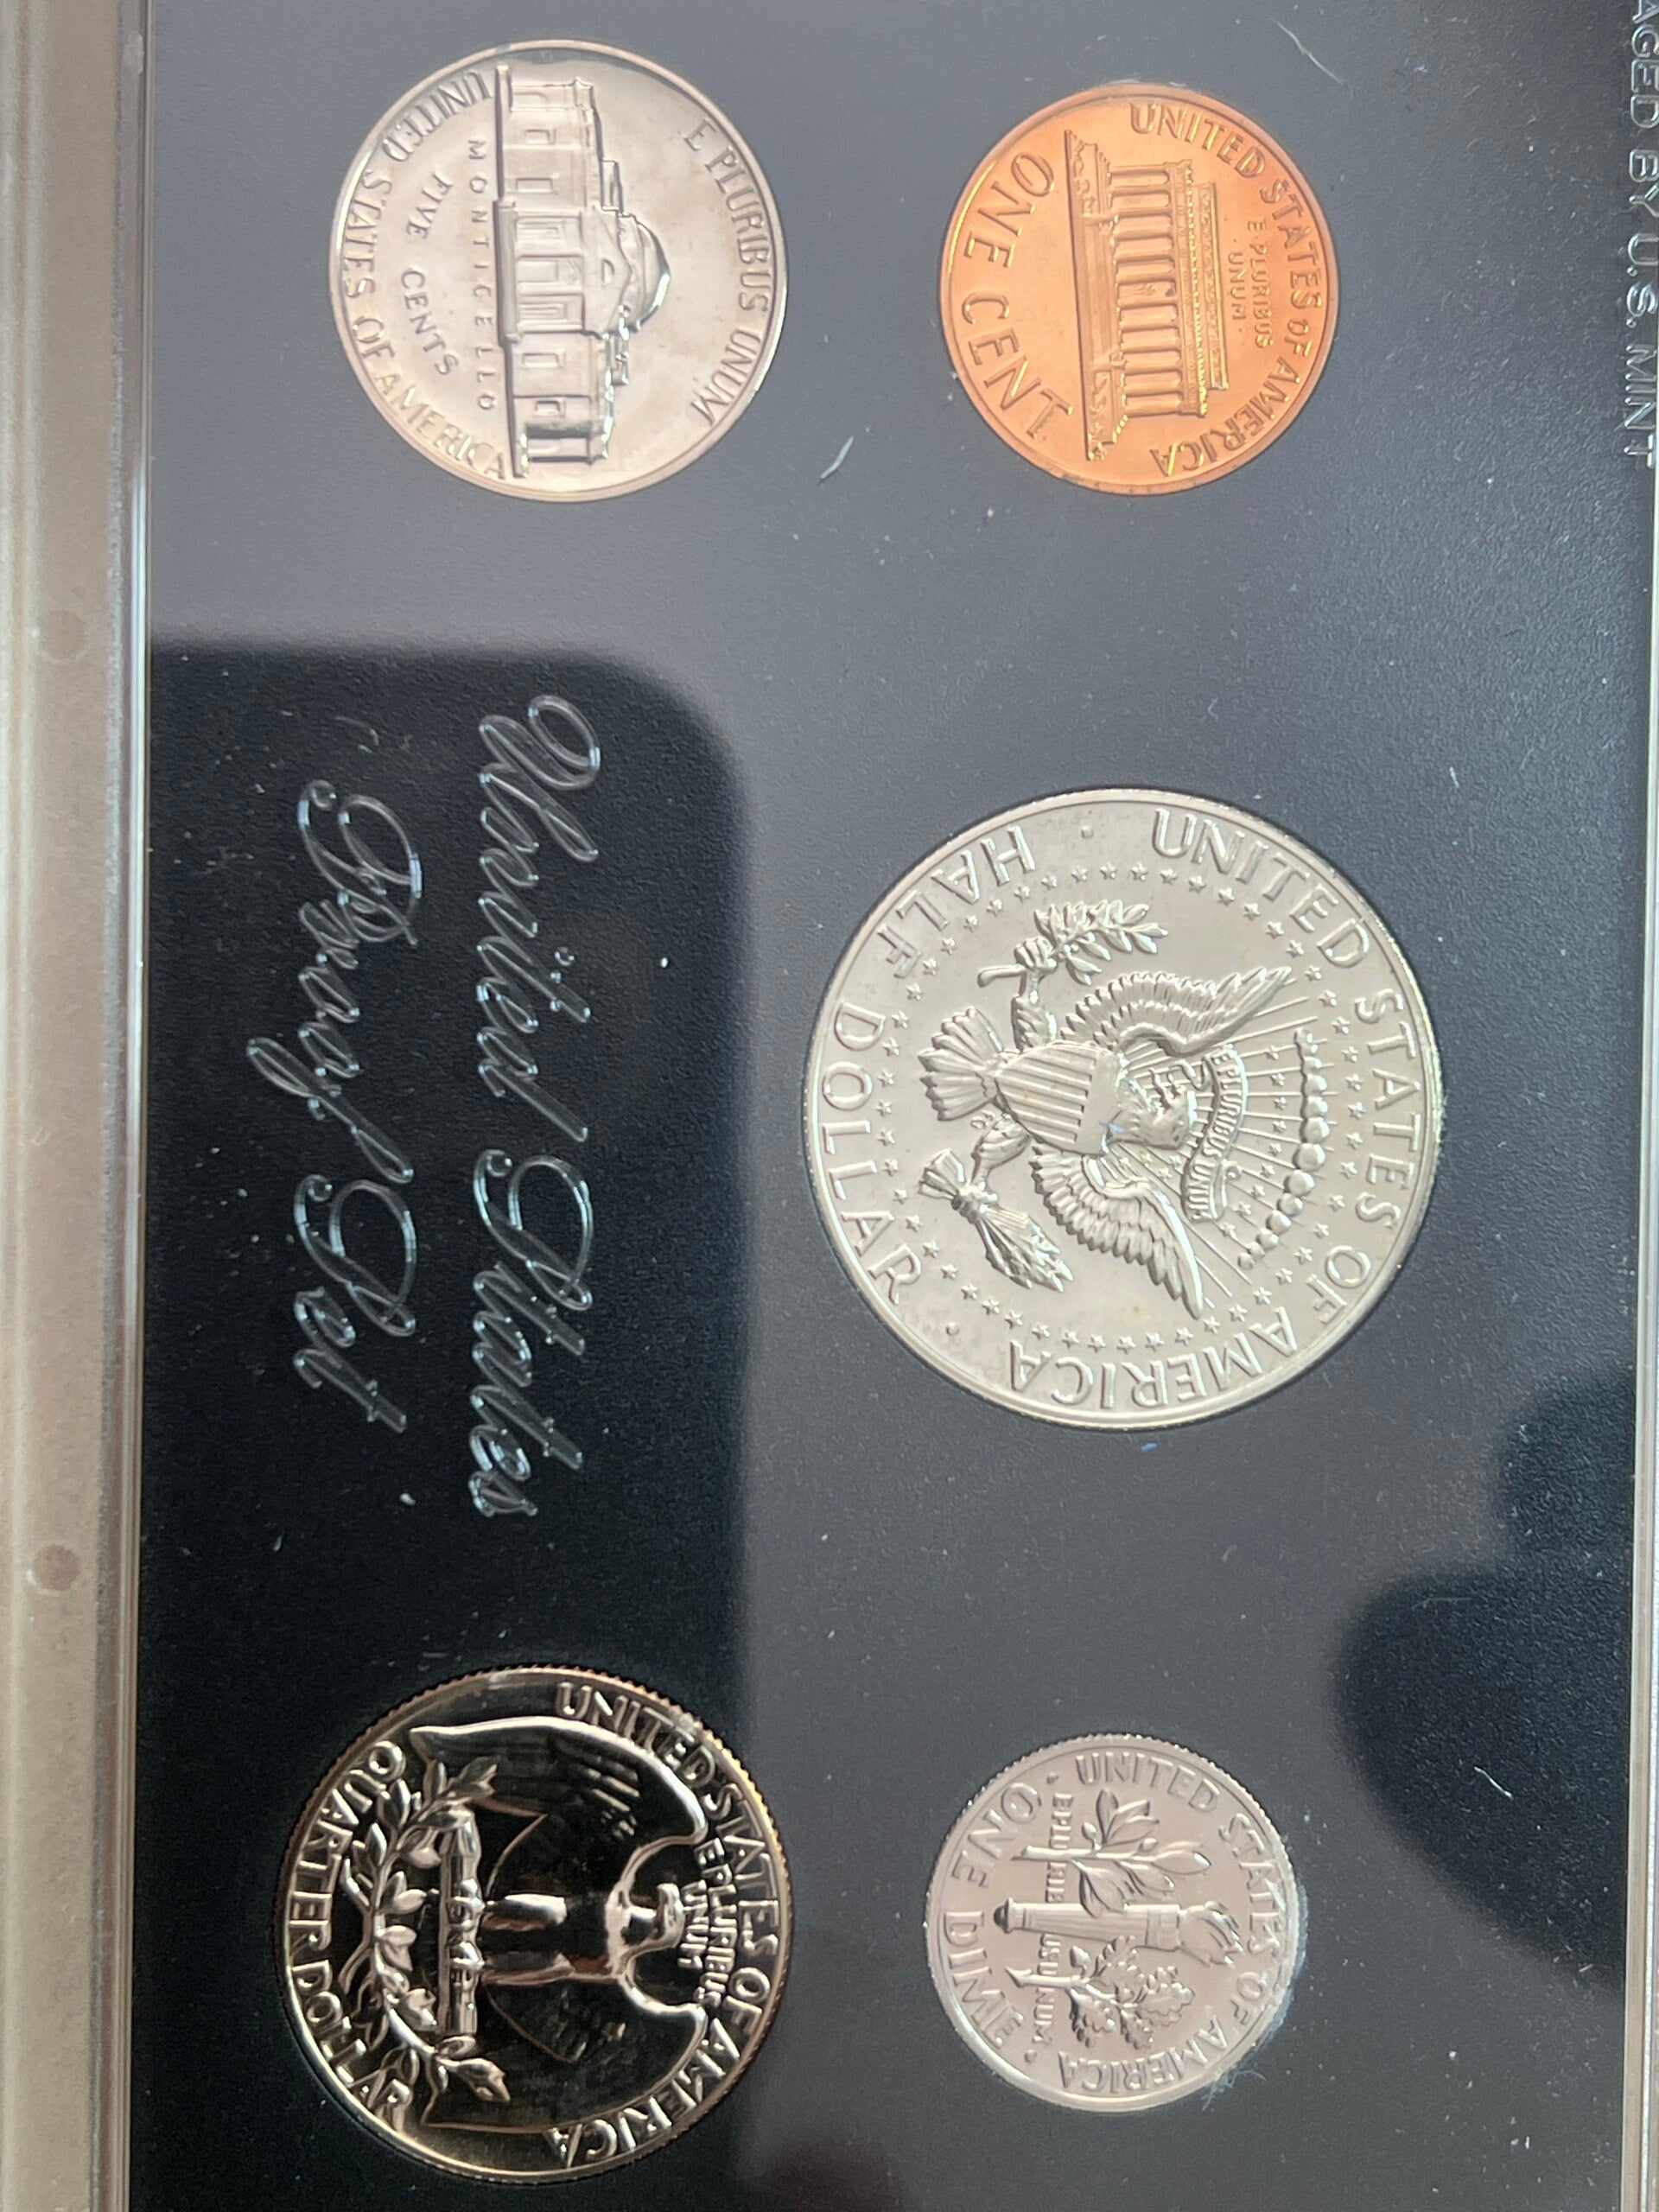 AGED BY U.S. MINT
UNITED STATES OF AMERICA
E · PLURIBUS
· UNUM ·
ONE CENT
E PLURIBUS UNUM
MONTICELLO
FIVE CENTS
UNITED STATES OF AMERICA
UNITED STATES OF AMERICA
E PLURIBUS UNUM
HALF DOLLAR
United States
Proof Set
UNITED STATES OF AMERICA
E PLURIBUS UNUM
ONE DIME
UNITED STATES OF AMERICA
E PLURIBUS
UNUM
QUARTER DOLLAR